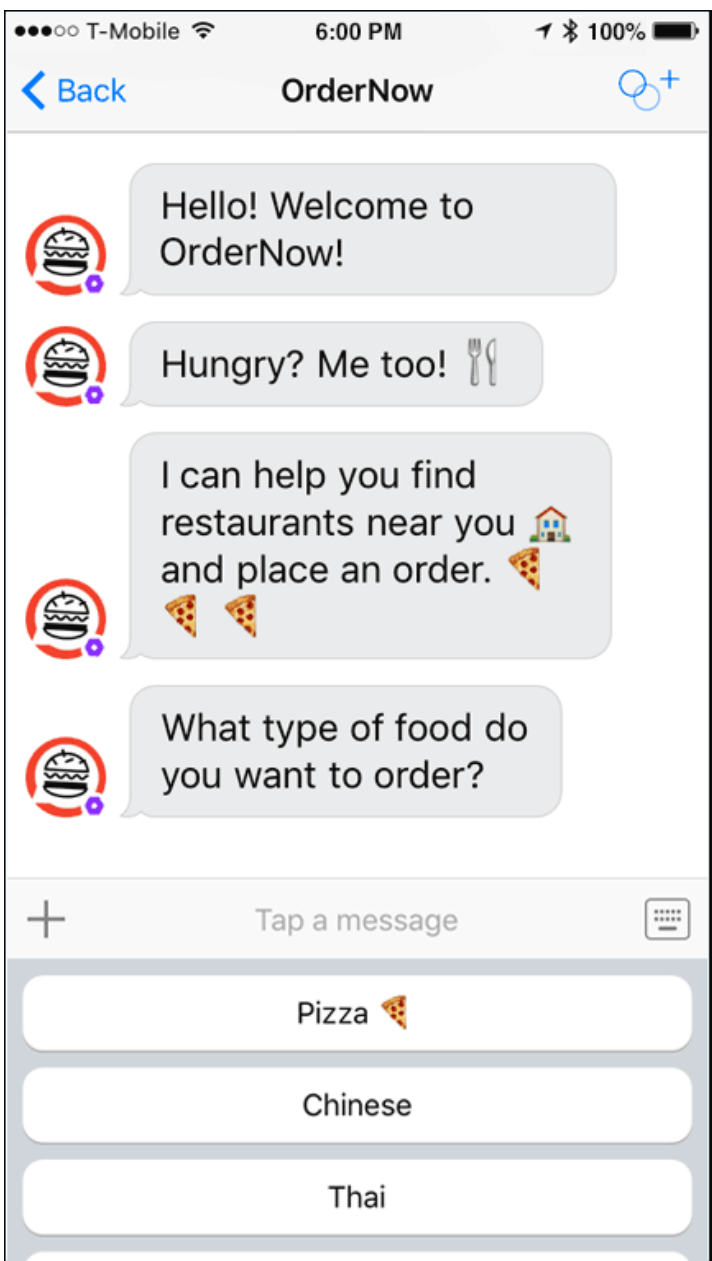 T-Mobile 6:00 PM 100%
Back OrderNow
Hello! Welcome to
OrderNow!
Hungry? Me too! 🍴
I can help you find
restaurants near you 🏠
and place an order. 🍕
🍕 🍕
What type of food do
you want to order?
Tap a message
Pizza 🍕
Chinese
Thai